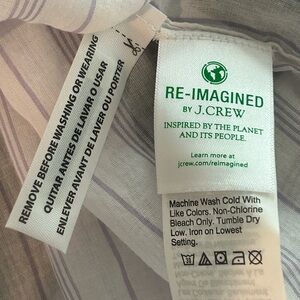 REMOVE BEFORE WASHING OR WEARING
QUITAR ANTES DE LAVAR O USAR
ENLEVER AVANT DE LAVER OU PORTER
RE-IMAGINED
BY J.CREW
INSPIRED BY THE PLANET
AND ITS PEOPLE.
Learn more at
jcrew.com/reimagined
Machine Wash Cold With
Like Colors. Non-Chlorine
Bleach Only. Tumble Dry
Low. Iron on Lowest
Setting.